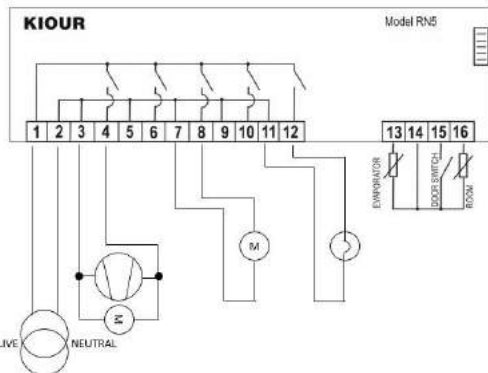 KIOUR
Model RN5
1 2 3 4 5 6 7 8 9 10 11 12 13 14 15 16
EVAPORATOR
DOOR SWITCH
ROOM
M
M
LIVE NEUTRAL